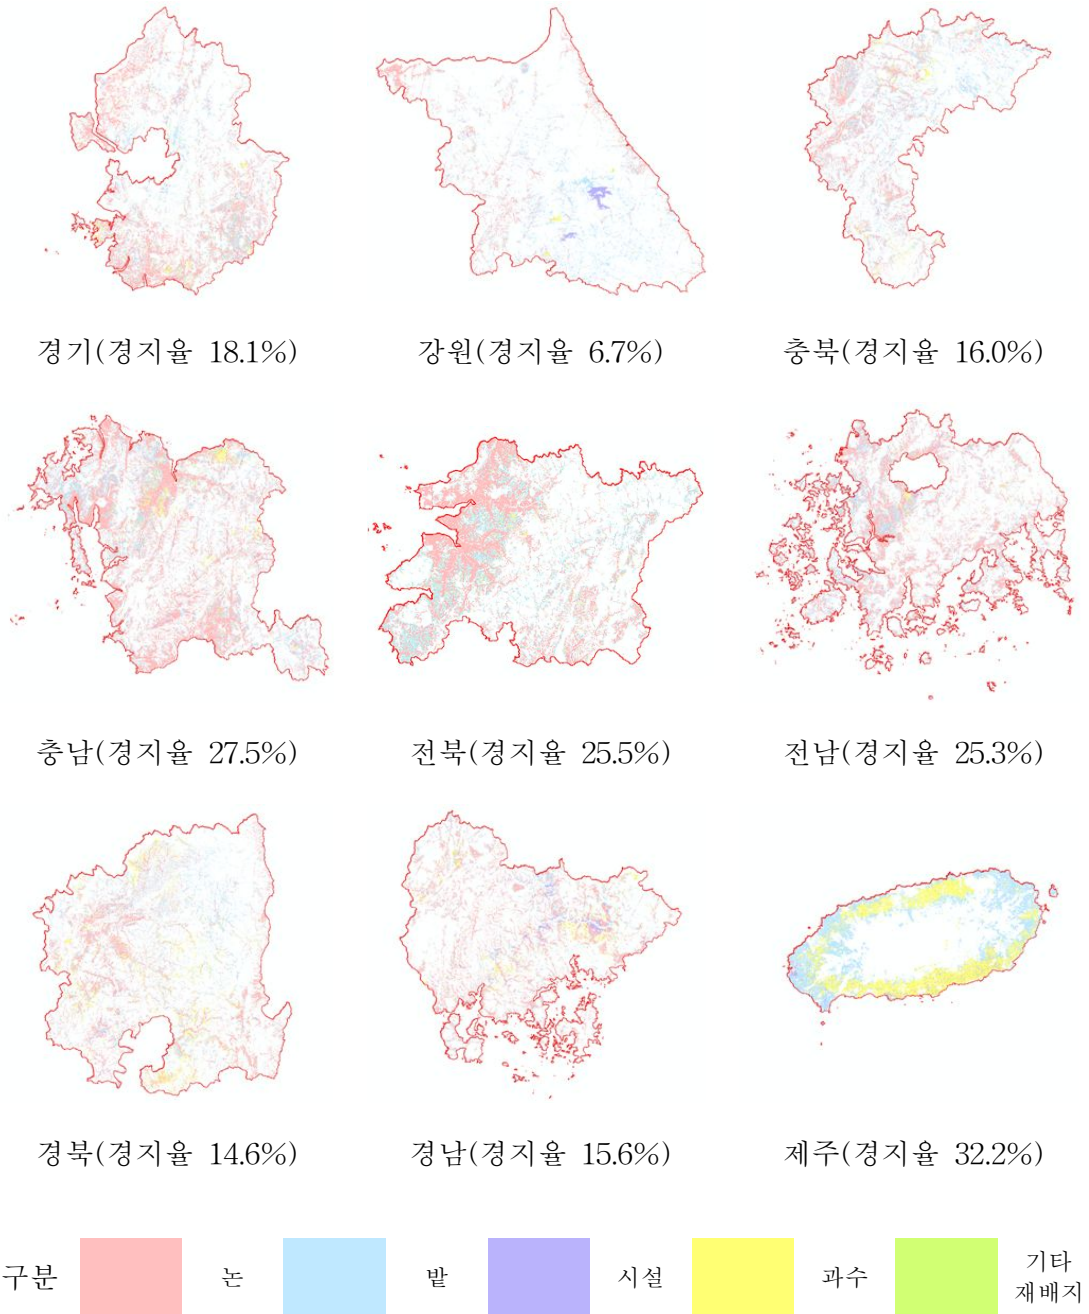 경기(경지율 18.1%)
강원(경지율 6.7%)
충북(경지율 16.0%)
충남(경지율 27.5%)
전북(경지율 25.5%)
전남(경지율 25.3%)
경북(경지율 14.6%)
경남(경지율 15.6%)
제주(경지율 32.2%)
구분 논 밭 시설 과수 기타
재배지